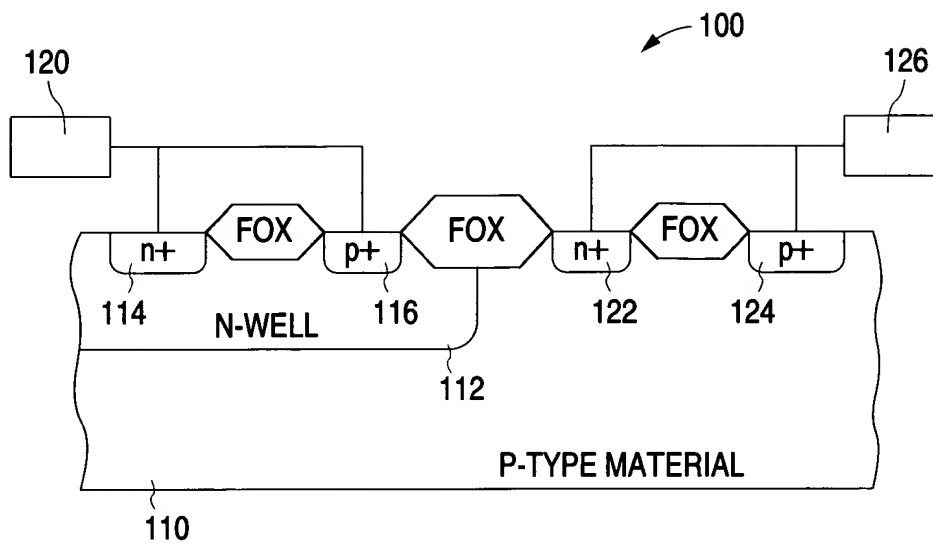 100
120
126
FOX
FOX
FOX
n+
p+
n+
p+
114
116
122
124
N-WELL
112
P-TYPE MATERIAL
110